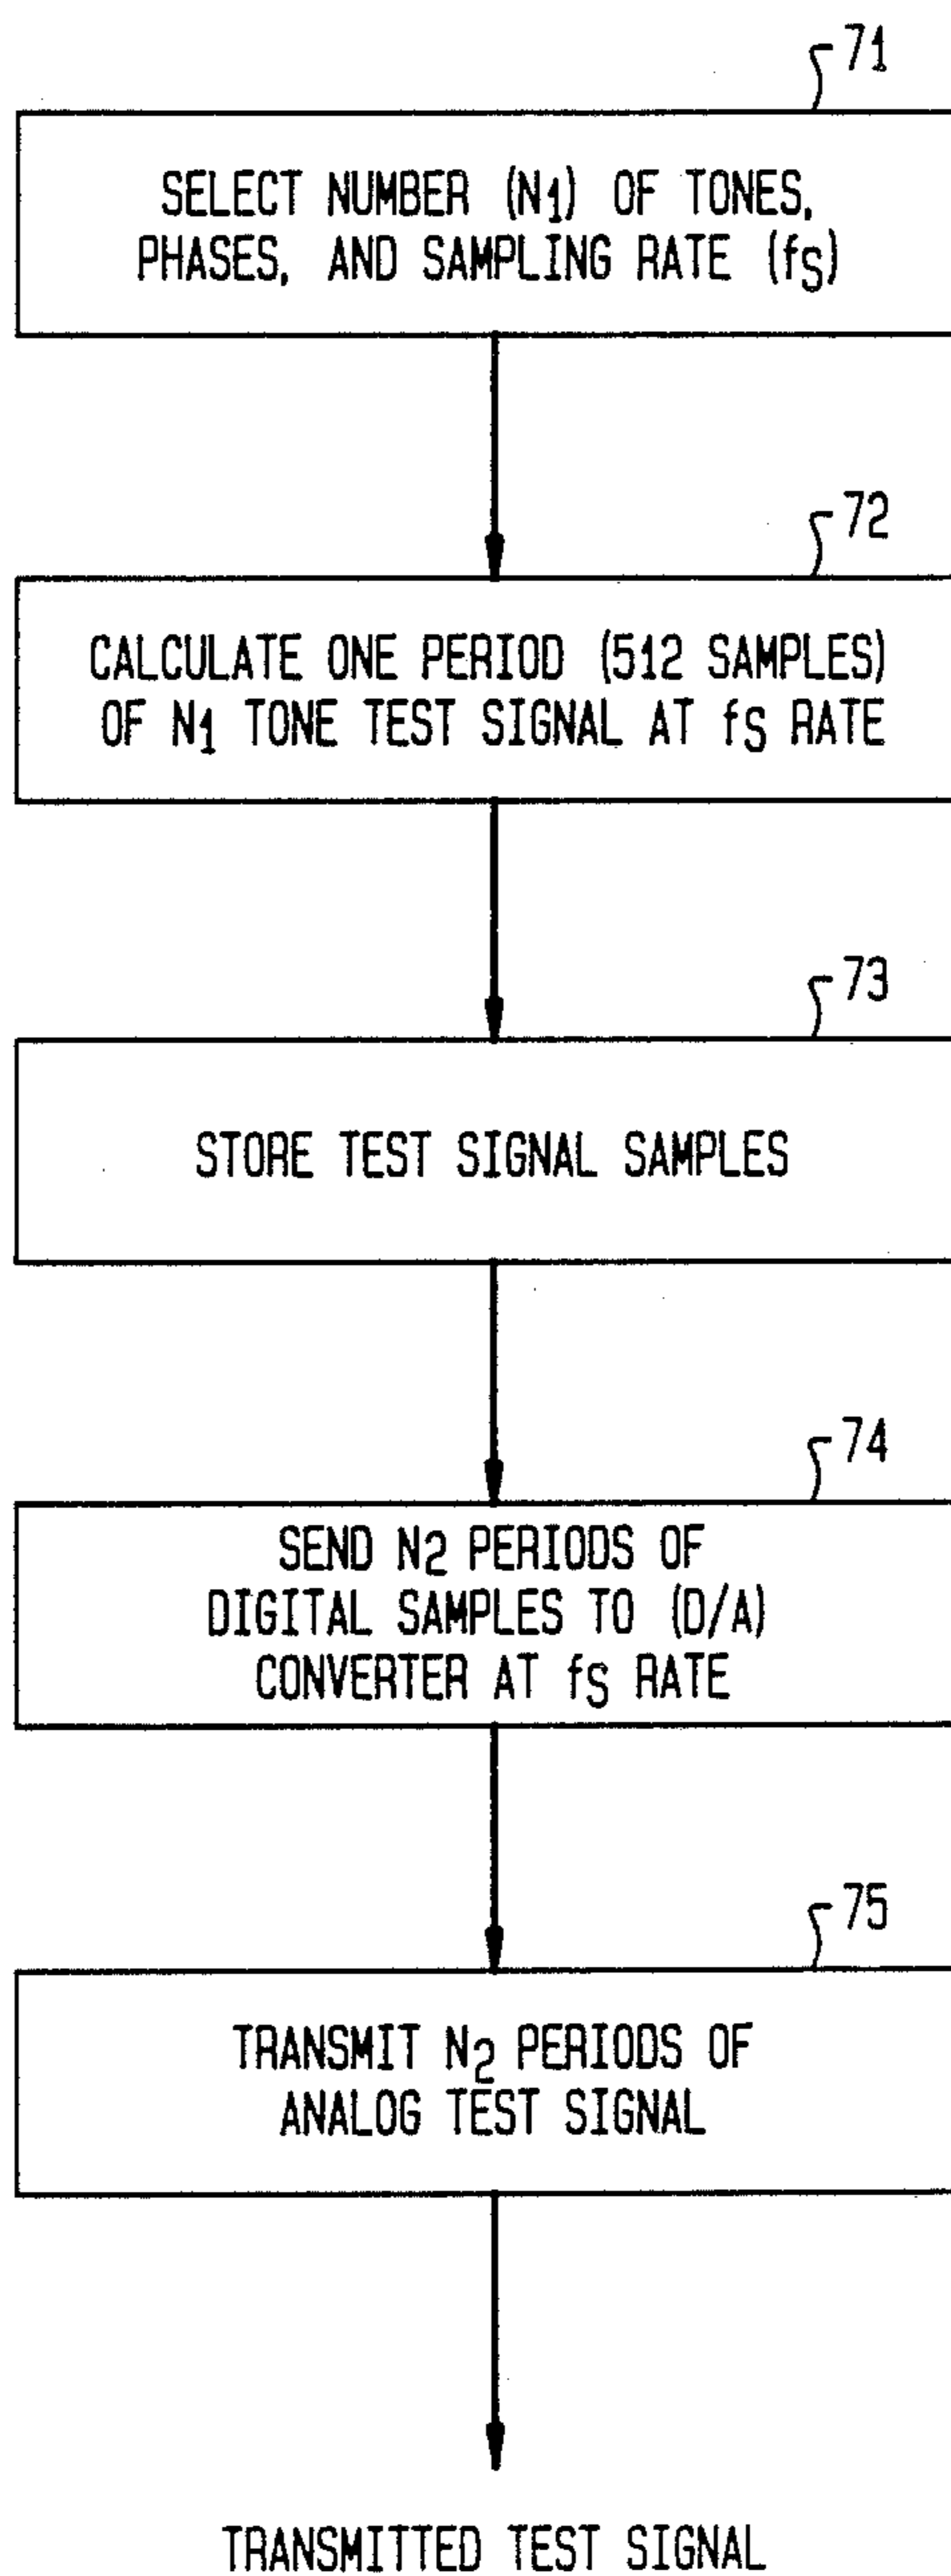 71
SELECT NUMBER (N1) OF TONES,
PHASES, AND SAMPLING RATE (fS)
72
CALCULATE ONE PERIOD (512 SAMPLES)
OF N1 TONE TEST SIGNAL AT fS RATE
73
STORE TEST SIGNAL SAMPLES
74
SEND N2 PERIODS OF
DIGITAL SAMPLES TO (D/A)
CONVERTER AT fS RATE
75
TRANSMIT N2 PERIODS OF
ANALOG TEST SIGNAL
TRANSMITTED TEST SIGNAL